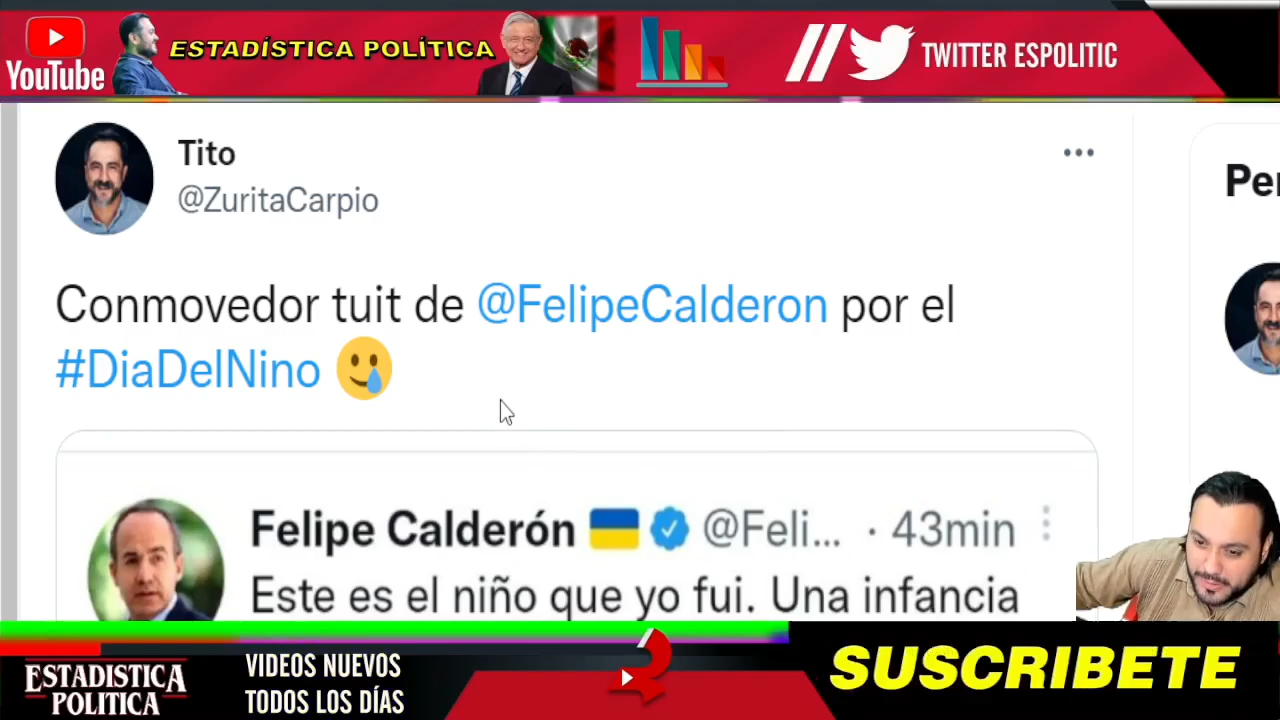 YouTube
ESTADÍSTICA POLÍTICA
TWITTER ESPOLITIC
Tito
@ZuritaCarpio
Conmovedor tuit de @FelipeCalderon por el
#DiaDelNino
Felipe Calderón @Feli... · 43min
Este es el niño que yo fui. Una infancia
ESTADISTICA
POLITICA
VIDEOS NUEVOS
TODOS LOS DÍAS
SUSCRIBETE